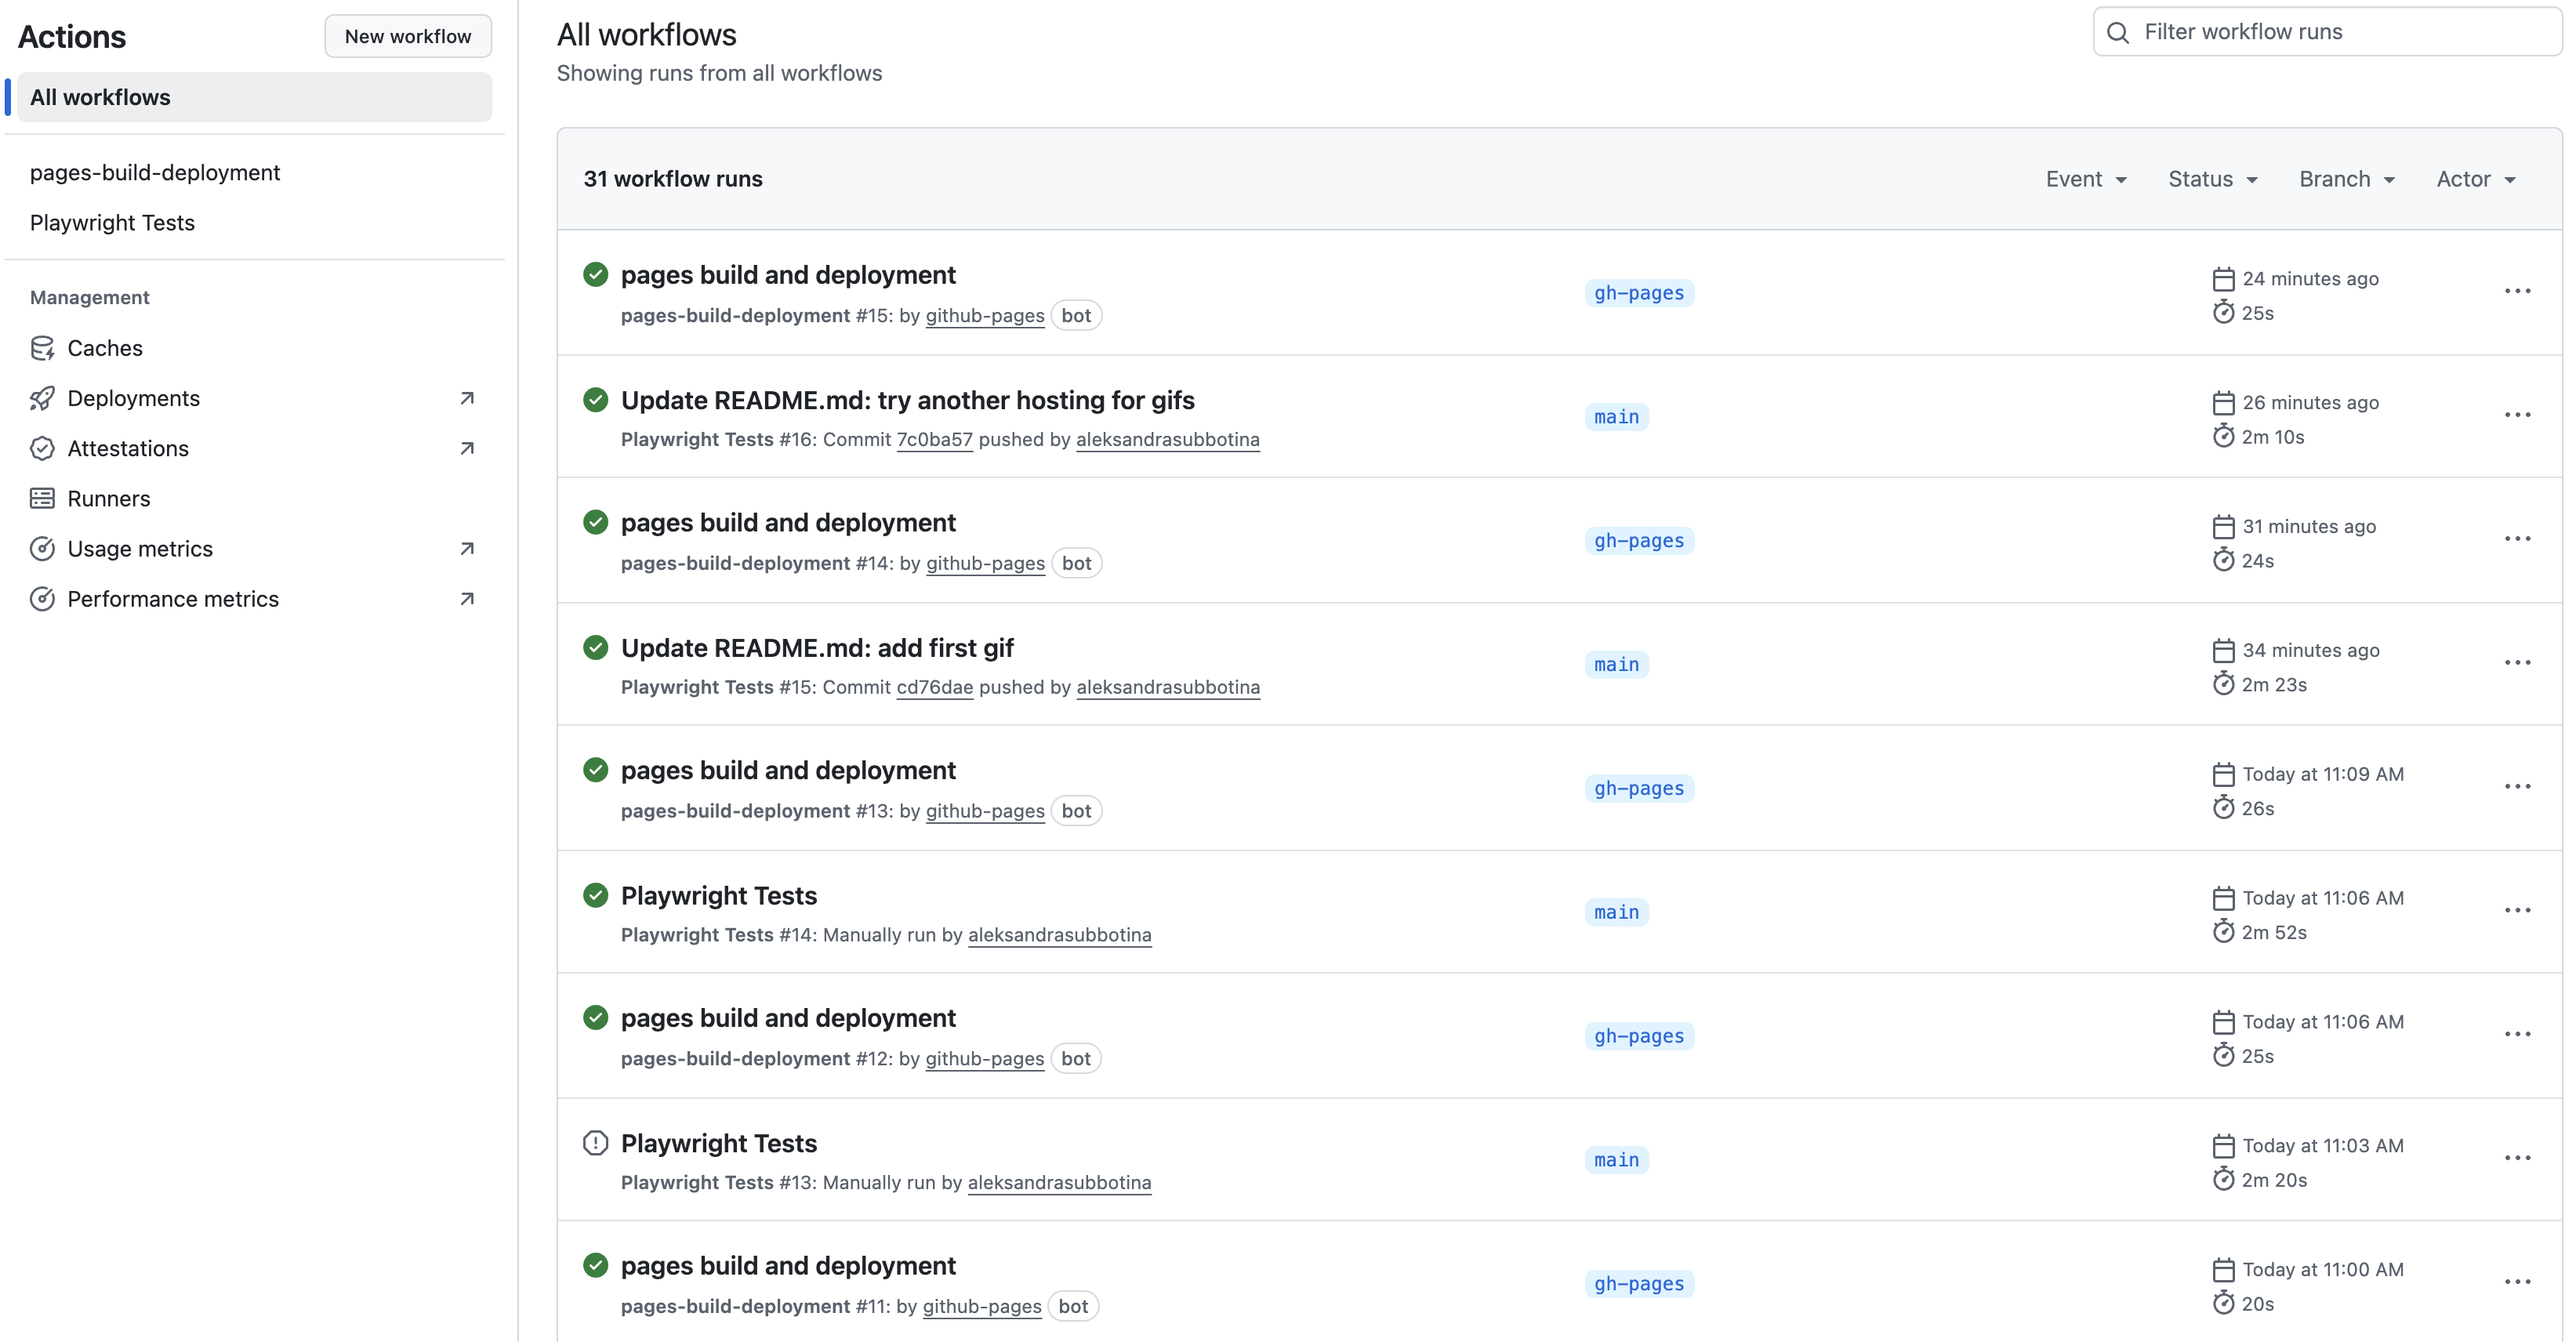 Actions
New workflow
All workflows
pages-build-deployment
Playwright Tests
Management
Caches
Deployments
Attestations
Runners
Usage metrics
Performance metrics
All workflows
Showing runs from all workflows
Filter workflow runs
31 workflow runs
Event Status Branch Actor
pages build and deployment
pages-build-deployment #15: by github-pages bot
gh-pages
24 minutes ago
25s
Update README.md: try another hosting for gifs
Playwright Tests #16: Commit 7c0ba57 pushed by aleksandrasubbotina
main
26 minutes ago
2m 10s
pages build and deployment
pages-build-deployment #14: by github-pages bot
gh-pages
31 minutes ago
24s
Update README.md: add first gif
Playwright Tests #15: Commit cd76dae pushed by aleksandrasubbotina
main
34 minutes ago
2m 23s
pages build and deployment
pages-build-deployment #13: by github-pages bot
gh-pages
Today at 11:09 AM
26s
Playwright Tests
Playwright Tests #14: Manually run by aleksandrasubbotina
main
Today at 11:06 AM
2m 52s
pages build and deployment
pages-build-deployment #12: by github-pages bot
gh-pages
Today at 11:06 AM
25s
Playwright Tests
Playwright Tests #13: Manually run by aleksandrasubbotina
main
Today at 11:03 AM
2m 20s
pages build and deployment
pages-build-deployment #11: by github-pages bot
gh-pages
Today at 11:00 AM
20s